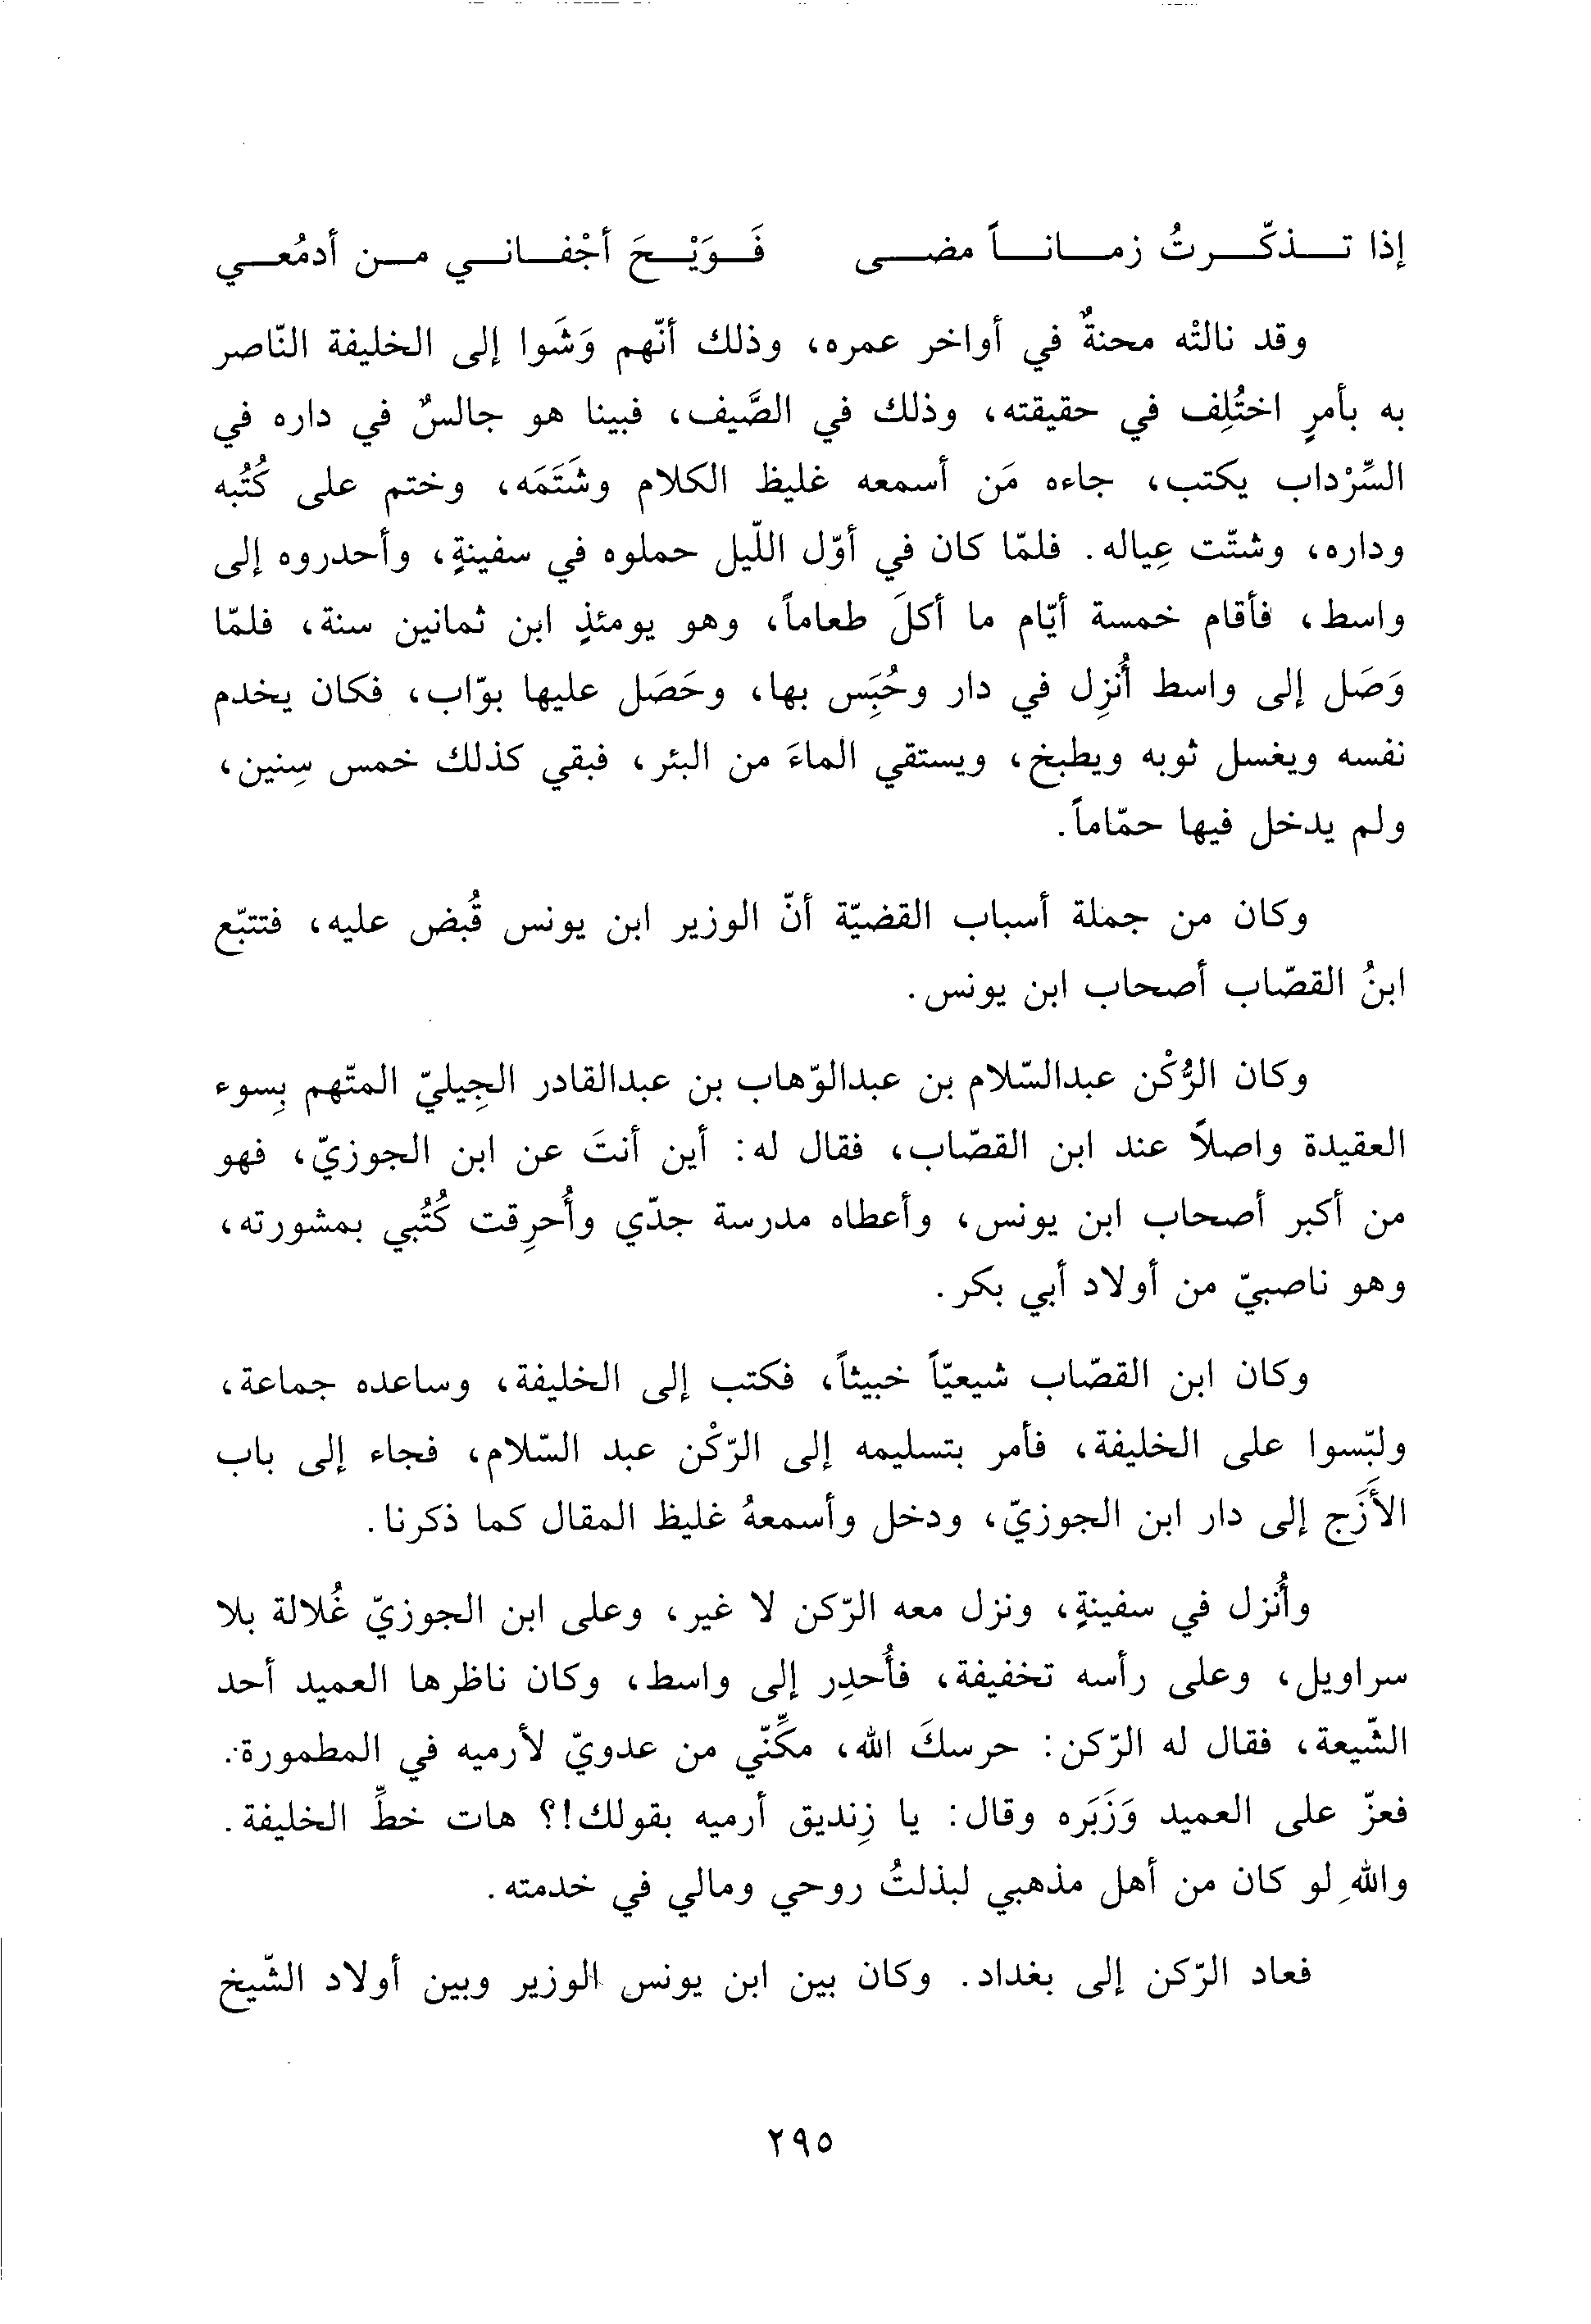 إذا تـذكّـرتُ زمـانـاً مضـى فَـوَيْـحَ أجْفـانـي مـن أدمُعـي
وقد نالتْه محنةٌ في أواخر عمره، وذلك أنّهم وَشَوا إلى الخليفة النّاصر
به بأمرٍ اختُلِف في حقيقته، وذلك في الصَّيف، فبينا هو جالسٌ في داره في
السِّرْداب يكتب، جاءه مَن أسمعه غليظ الكلام وشَتَمَه، وختم على كُتُبه
وداره، وشتّت عِياله. فلمّا كان في أوّل اللّيل حملوه في سفينةٍ، وأحدروه إلى
واسط، فأقام خمسة أيّام ما أكلَ طعاماً، وهو يومئذٍ ابن ثمانين سنة، فلمّا
وَصَل إلى واسط أُنزِل في دار وحُبِس بها، وحَصَل عليها بوّاب، فكان يخدم
نفسه ويغسل ثوبه ويطبخ، ويستقي الماءَ من البئر، فبقي كذلك خمس سِنين،
ولم يدخل فيها حمّاماً.
وكان من جملة أسباب القضيّة أنّ الوزير ابن يونس قُبض عليه، فتتبّع
ابنُ القصّاب أصحاب ابن يونس.
وكان الرُّكْن عبدالسّلام بن عبدالوّهاب بن عبدالقادر الجِيليّ المتّهم بِسوء
العقيدة واصلاً عند ابن القصّاب، فقال له: أين أنتَ عن ابن الجوزيّ، فهو
من أكبر أصحاب ابن يونس، وأعطاه مدرسة جدّي وأُحرِقت كُتُبي بمشورته،
وهو ناصبيّ من أولاد أبي بكر.
وكان ابن القصّاب شيعيّاً خبيثاً، فكتب إلى الخليفة، وساعده جماعة،
ولبّسوا على الخليفة، فأمر بتسليمه إلى الرّكْن عبد السّلام، فجاء إلى باب
الأَزَج إلى دار ابن الجوزيّ، ودخل وأسمعهُ غليظ المقال كما ذكرنا.
وأُنزل في سفينةٍ، ونزل معه الرّكن لا غير، وعلى ابن الجوزيّ غُلالة بلا
سراويل، وعلى رأسه تخفيفة، فأُحدِر إلى واسط، وكان ناظرها العميد أحد
الشّيعة، فقال له الرّكن: حرسكَ الله، مكِّنّي من عدويّ لأرميه في المطمورة.
فعزّ على العميد وَزَبَره وقال: يا زِنديق أرميه بقولك!؟ هات خطِّ الخليفة.
واللهِ لو كان من أهل مذهبي لبذلتُ روحي ومالي في خدمته.
فعاد الرّكن إلى بغداد. وكان بين ابن يونس الوزير وبين أولاد الشّيخ
٢٩٥